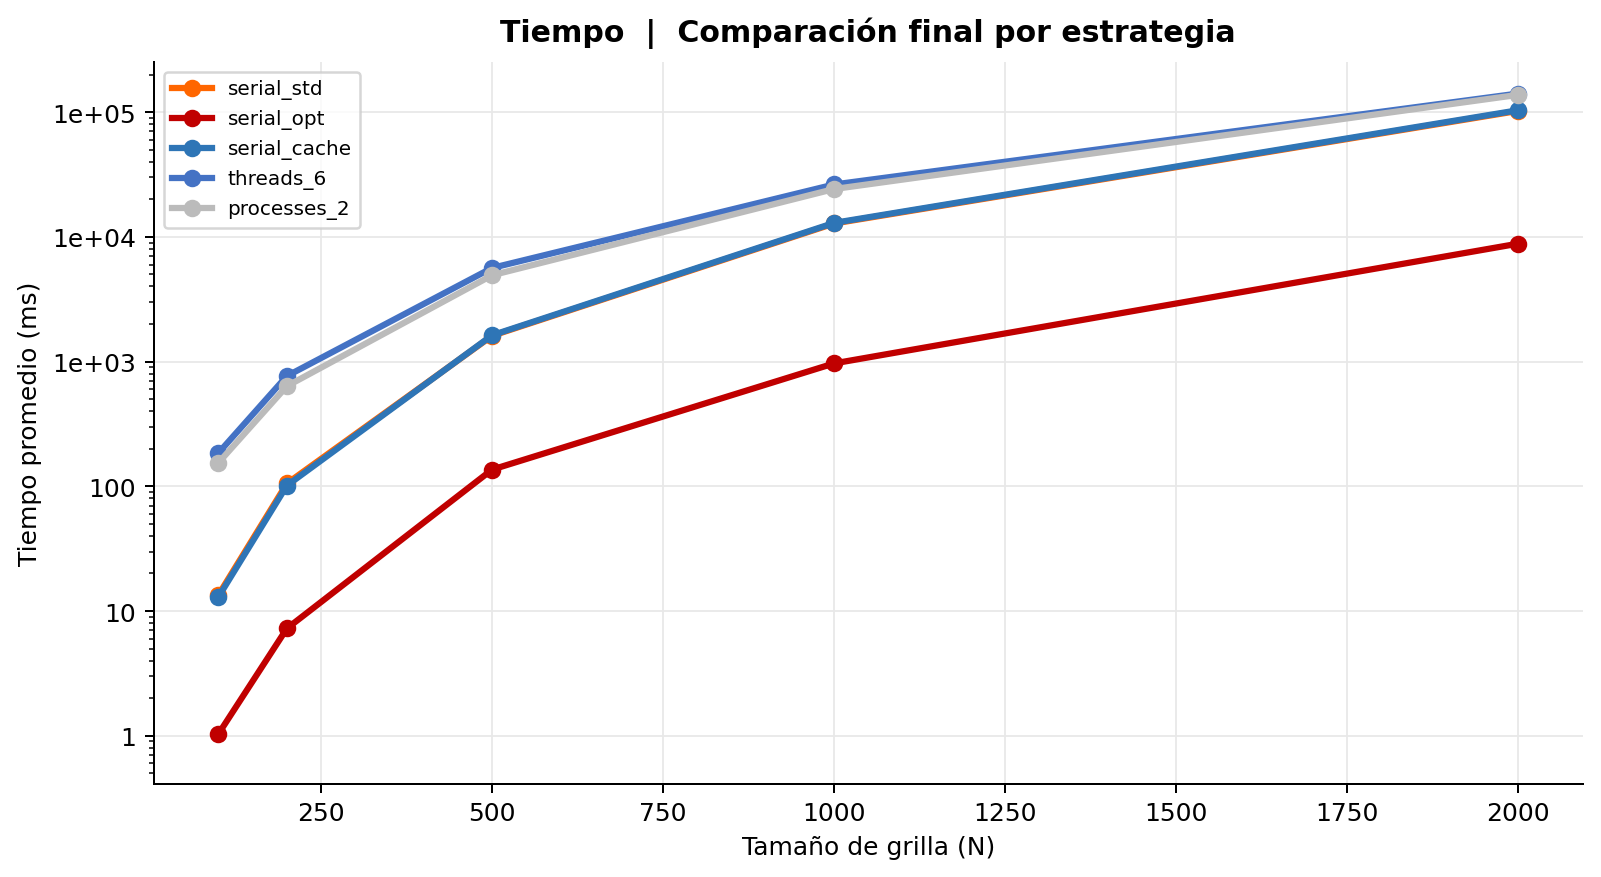 Tiempo | Comparación final por estrategia
serial_std
serial_opt
serial_cache
threads_6
processes_2
Tiempo promedio (ms)
1e+05
1e+04
1e+03
100
10
1
250 500 750 1000 1250 1500 1750 2000
Tamaño de grilla (N)